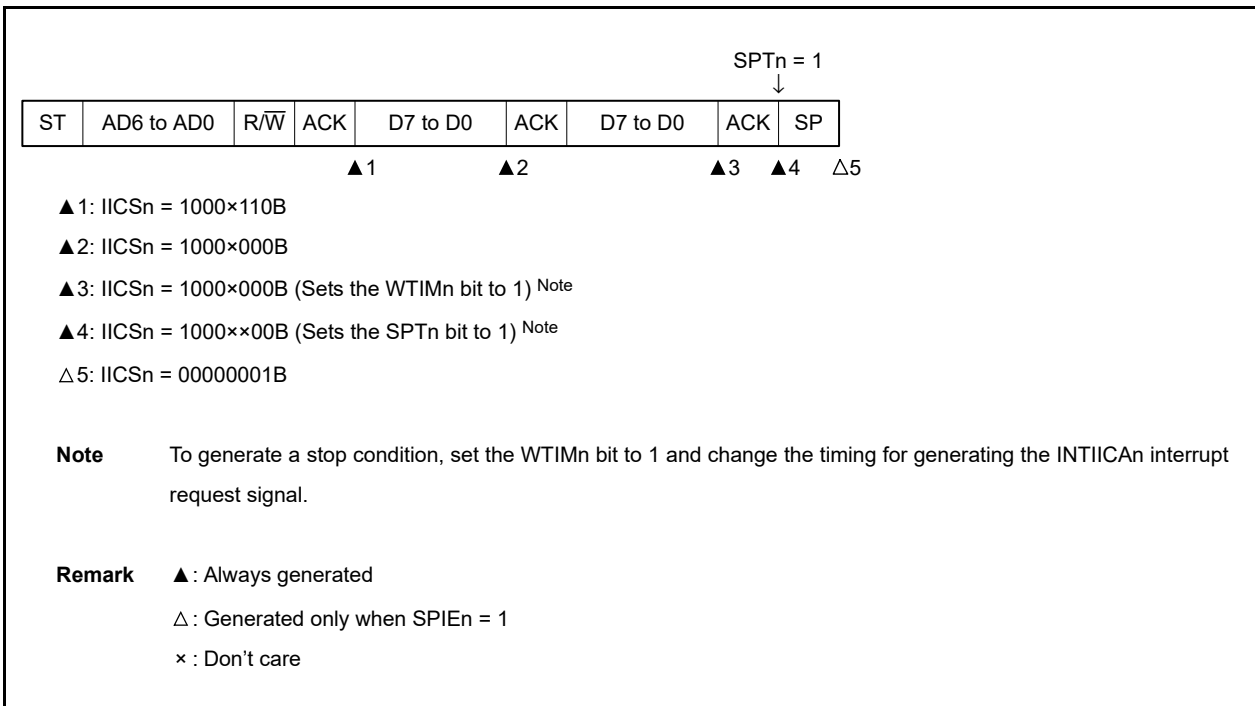 SPTn = 1
↓
ST AD6 to AD0 R/W̅ ACK D7 to D0 ACK D7 to D0 ACK SP
▲1 ▲2 ▲3 ▲4 △5
▲1: IICSn = 1000×110B
▲2: IICSn = 1000×000B
▲3: IICSn = 1000×000B (Sets the WTIMn bit to 1) Note
▲4: IICSn = 1000××00B (Sets the SPTn bit to 1) Note
△5: IICSn = 00000001B
Note To generate a stop condition, set the WTIMn bit to 1 and change the timing for generating the INTIICAn interrupt
request signal.
Remark ▲: Always generated
△: Generated only when SPIEn = 1
× : Don’t care